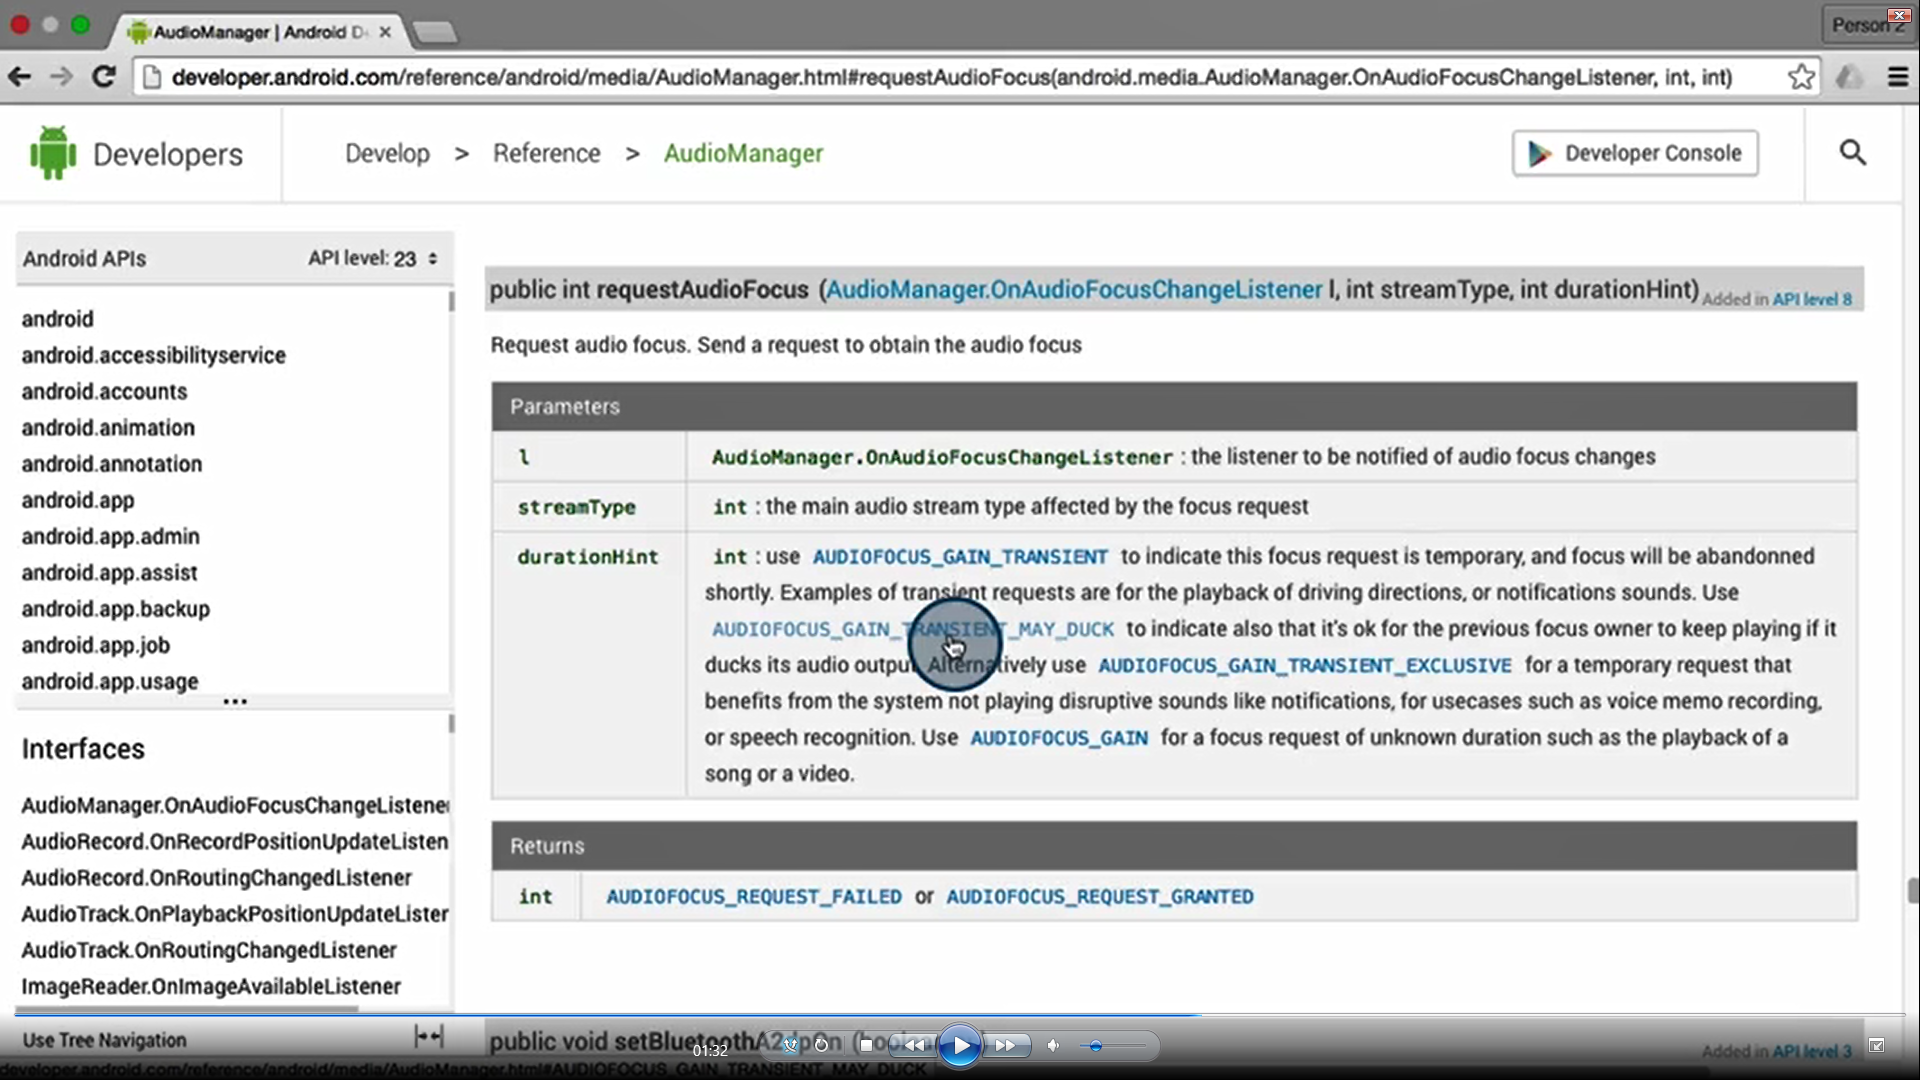 AudioManager | Android D
Person 2
developer.android.com/reference/android/media/AudioManager.html#requestAudioFocus(android.media.AudioManager.OnAudioFocusChangeListener, int, int)
Developers
Develop > Reference > AudioManager
Developer Console
Android APIs
API level: 23
android
android.accessibilityservice
android.accounts
android.animation
android.annotation
android.app
android.app.admin
android.app.assist
android.app.backup
android.app.job
android.app.usage
Interfaces
AudioManager.OnAudioFocusChangeListene
AudioRecord.OnRecordPositionUpdateListen
AudioRecord.OnRoutingChangedListener
AudioTrack.OnPlaybackPositionUpdateLister
AudioTrack.OnRoutingChangedListener
ImageReader.OnImageAvailableListener
Use Tree Navigation
public int requestAudioFocus (AudioManager.OnAudioFocusChangeListener l, int streamType, int durationHint)
Added in API level 8
Request audio focus. Send a request to obtain the audio focus
Parameters
l AudioManager.OnAudioFocusChangeListener : the listener to be notified of audio focus changes
streamType int : the main audio stream type affected by the focus request
durationHint int : use AUDIOFOCUS_GAIN_TRANSIENT to indicate this focus request is temporary, and focus will be abandonned
shortly. Examples of transient requests are for the playback of driving directions, or notifications sounds. Use
AUDIOFOCUS_GAIN_TRANSIENT_MAY_DUCK to indicate also that it's ok for the previous focus owner to keep playing if it
ducks its audio output. Alternatively use AUDIOFOCUS_GAIN_TRANSIENT_EXCLUSIVE for a temporary request that
benefits from the system not playing disruptive sounds like notifications, for usecases such as voice memo recording,
or speech recognition. Use AUDIOFOCUS_GAIN for a focus request of unknown duration such as the playback of a
song or a video.
Returns
int AUDIOFOCUS_REQUEST_FAILED or AUDIOFOCUS_REQUEST_GRANTED
public void setBluetoothA2dpOn
Added in API level 3
01:32
developer.android.com/reference/android/media/AudioManager.html#AUDIOFOCUS_GAIN_TRANSIENT_MAY_DUCK